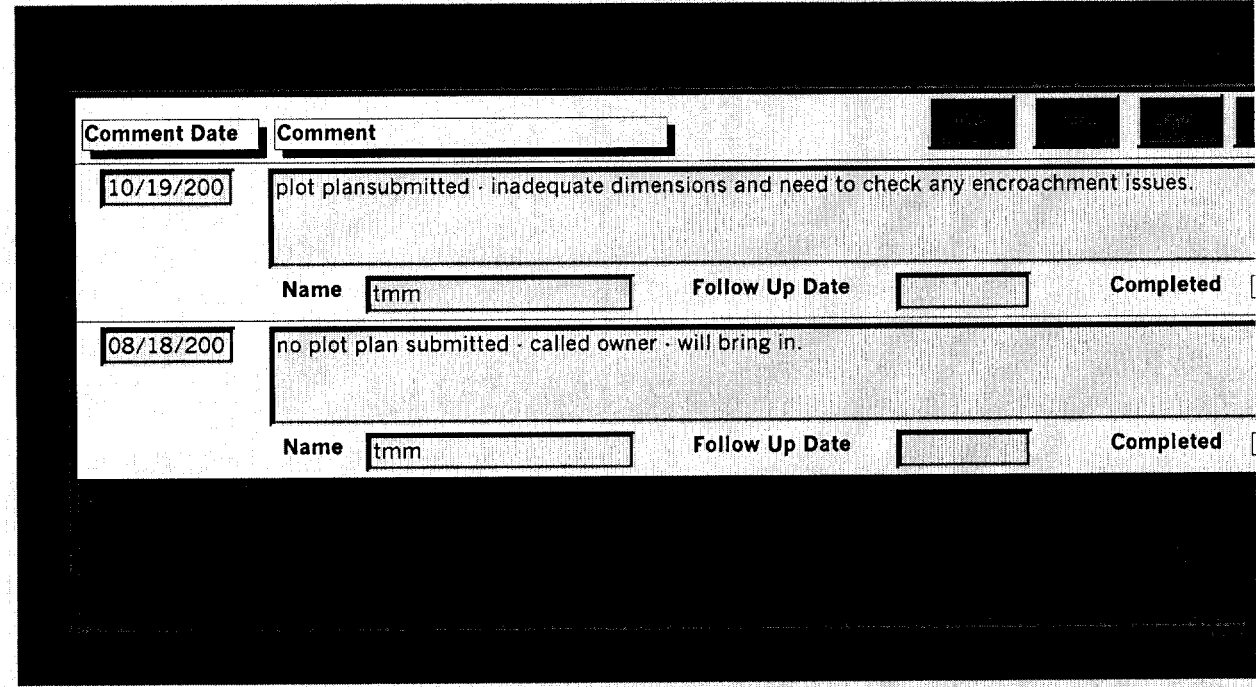 Comment Date Comment
10/19/200 plot plansubmitted - inadequate dimensions and need to check any encroachment issues.
Name tmm Follow Up Date Completed
08/18/200 no plot plan submitted - called owner - will bring in.
Name tmm Follow Up Date Completed